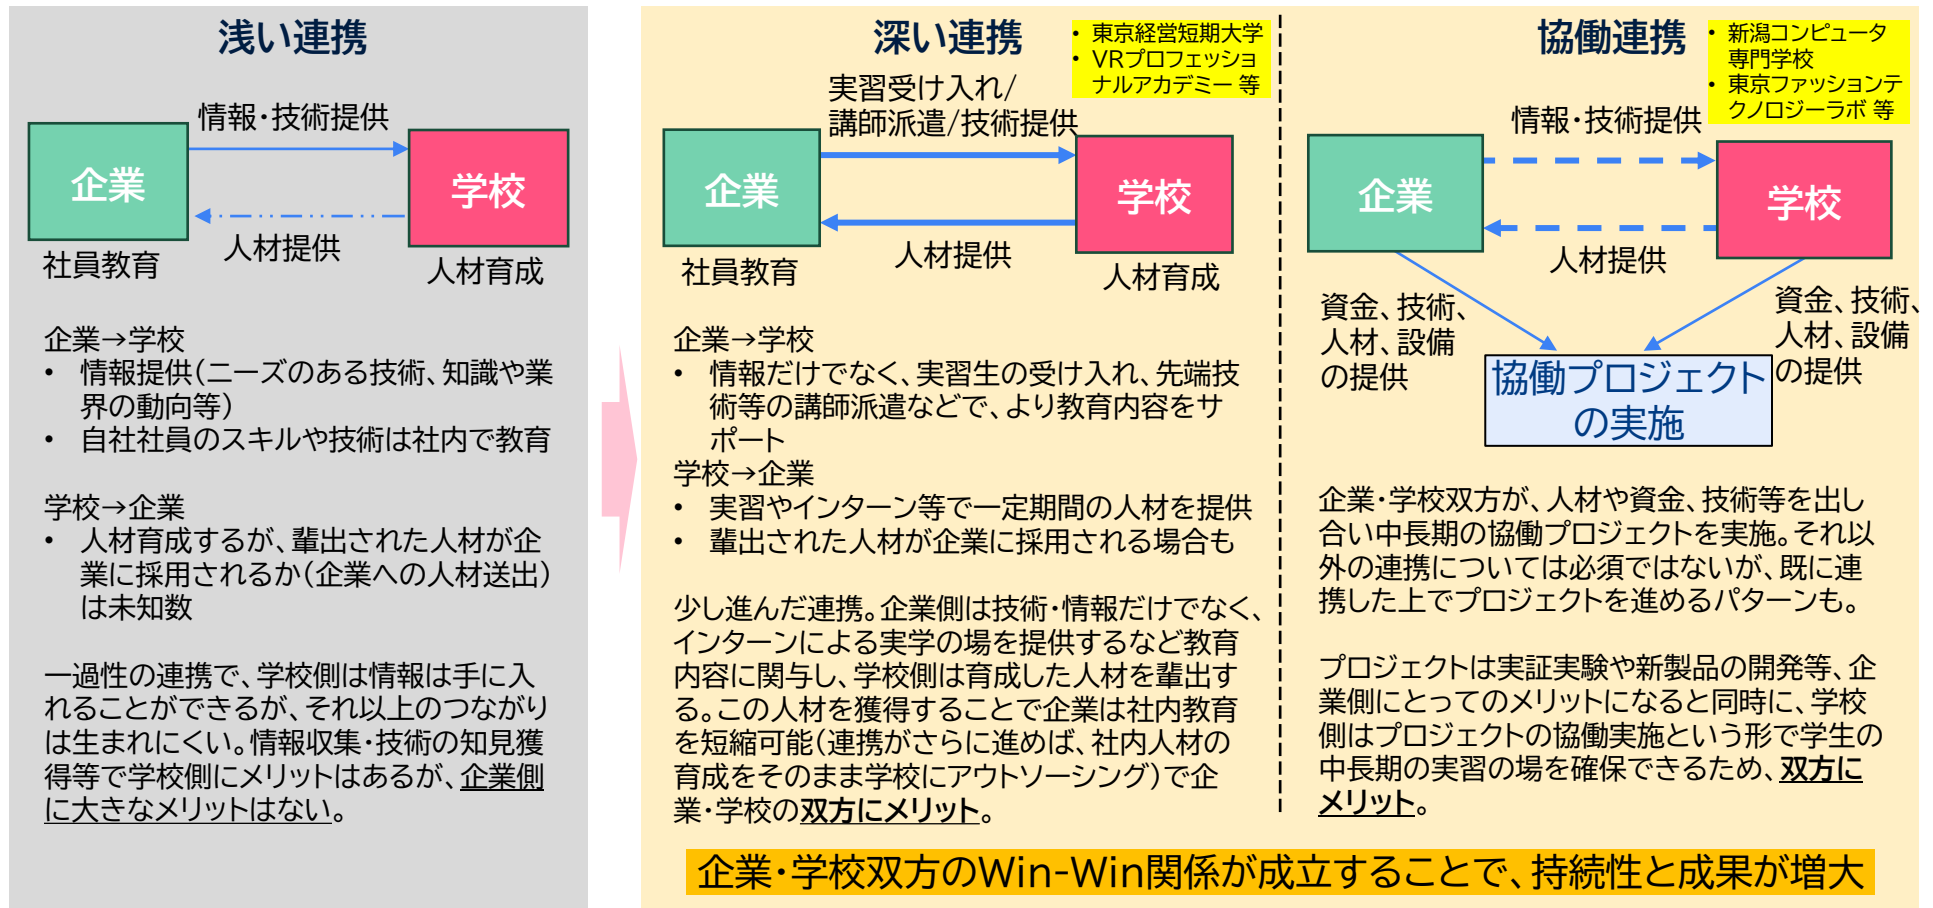 浅い連携
情報・技術提供
企業
学校
人材提供
社員教育
人材育成
企業→学校
• 情報提供(ニーズのある技術、知識や業
界の動向等)
• 自社社員のスキルや技術は社内で教育
学校→企業
• 人材育成するが、輩出された人材が企
業に採用されるか(企業への人材送出)
は未知数
一過性の連携で、学校側は情報は手に入
れることができるが、それ以上のつながり
は生まれにくい。情報収集・技術の知見獲
得等で学校側にメリットはあるが、企業側
に大きなメリットはない。
深い連携
• 東京経営短期大学
• VRプロフェッショ
ナルアカデミー 等
実習受け入れ/
講師派遣/技術提供
企業
学校
人材提供
社員教育
人材育成
企業→学校
• 情報だけでなく、実習生の受け入れ、先端技
術等の講師派遣などで、より教育内容をサ
ポート
学校→企業
• 実習やインターン等で一定期間の人材を提供
• 輩出された人材が企業に採用される場合も
少し進んだ連携。企業側は技術・情報だけでなく、
インターンによる実学の場を提供するなど教育
内容に関与し、学校側は育成した人材を輩出す
る。この人材を獲得することで企業は社内教育
を短縮可能(連携がさらに進めば、社内人材の
育成をそのまま学校にアウトソーシング)で企
業・学校の双方にメリット。
協働連携
• 新潟コンピュータ
専門学校
• 東京ファッションテ
クノロジーラボ 等
情報・技術提供
企業
学校
人材提供
資金、技術、
人材、設備
の提供
資金、技術、
人材、設備
の提供
協働プロジェクト
の実施
企業・学校双方が、人材や資金、技術等を出し
合い中長期の協働プロジェクトを実施。それ以
外の連携については必須ではないが、既に連
携した上でプロジェクトを進めるパターンも。
プロジェクトは実証実験や新製品の開発等、企
業側にとってのメリットになると同時に、学校
側はプロジェクトの協働実施という形で学生の
中長期の実習の場を確保できるため、双方に
メリット。
企業・学校双方のWin-Win関係が成立することで、持続性と成果が増大